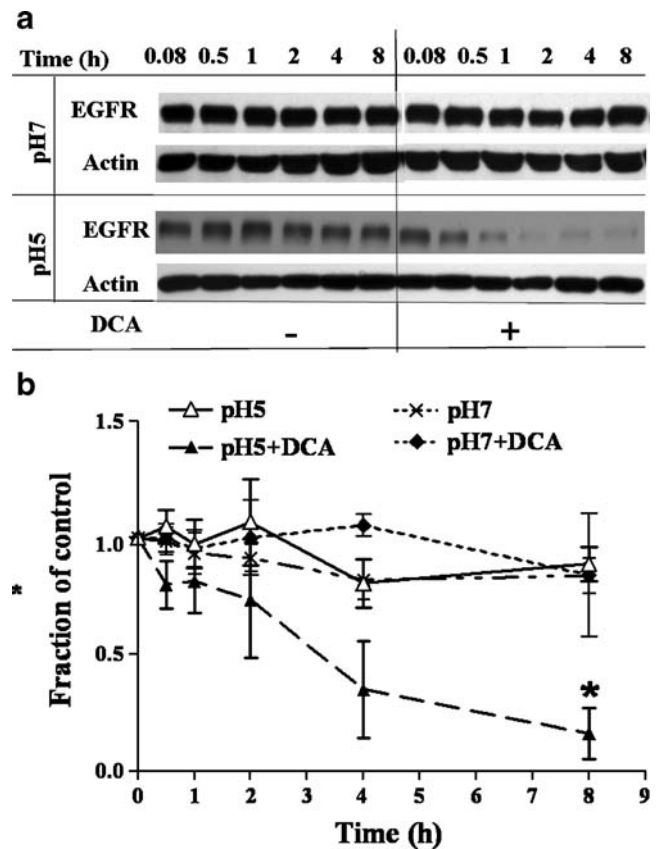 a
Time (h) 0.08 0.5 1 2 4 8 0.08 0.5 1 2 4 8
pH7
EGFR
Actin
pH5
EGFR
Actin
DCA - +
b
pH5 pH7
pH5+DCA pH7+DCA
1.5
1.0
0.5
0.0
*
Fraction of control
*
0 1 2 3 4 5 6 7 8 9
Time (h)